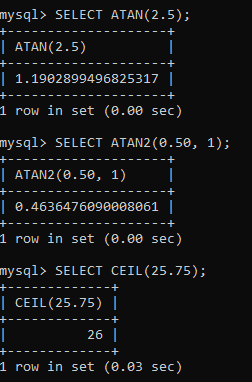 mysql> SELECT ATAN(2.5);
+--------------------+
| ATAN(2.5)          |
+--------------------+
| 1.1902899496825317 |
+--------------------+
1 row in set (0.00 sec)

mysql> SELECT ATAN2(0.50, 1);
+--------------------+
| ATAN2(0.50, 1)     |
+--------------------+
| 0.4636476090008061 |
+--------------------+
1 row in set (0.00 sec)

mysql> SELECT CEIL(25.75);
+-------------+
| CEIL(25.75) |
+-------------+
|          26 |
+-------------+
1 row in set (0.03 sec)